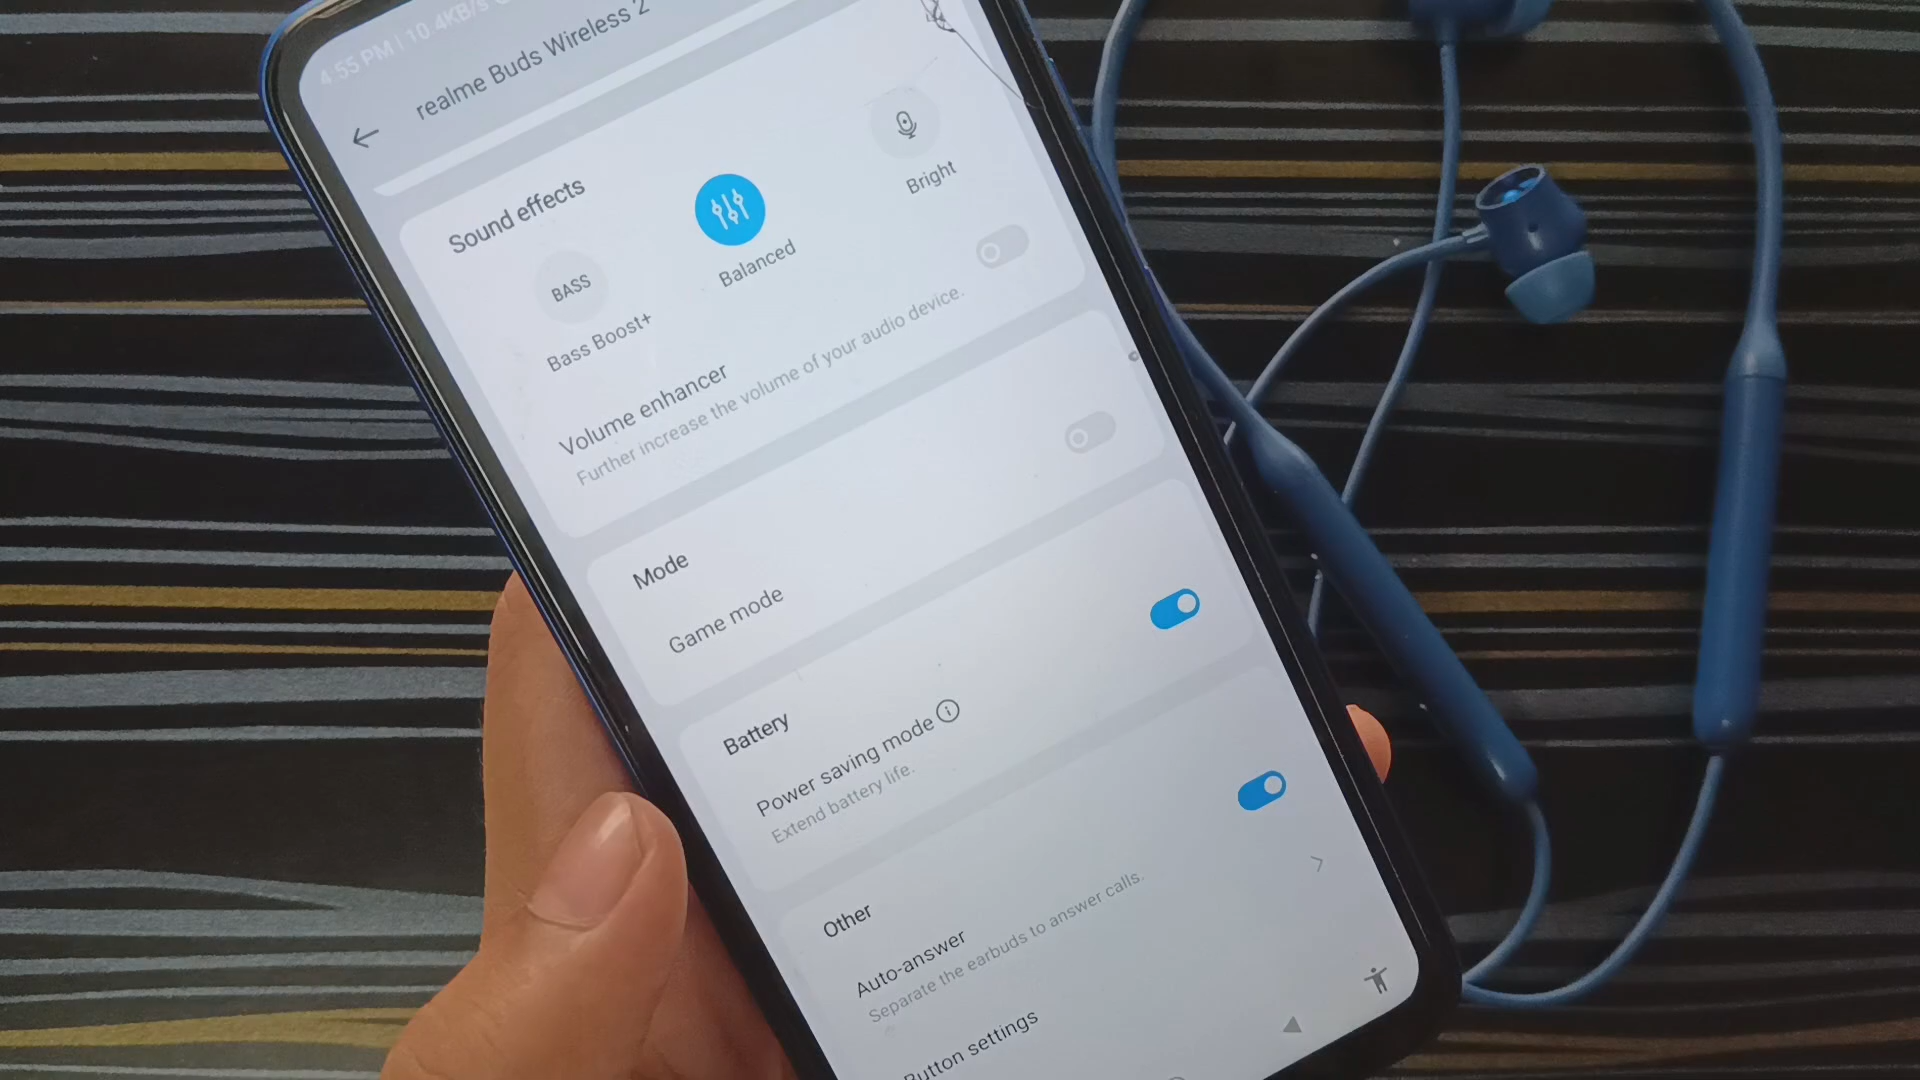 4:55 PM | 10.4KB/s
realme Buds Wireless 2
Sound effects
BASS
Bass Boost+
Balanced
Bright
Volume enhancer
Further increase the volume of your audio device.
Mode
Game mode
Battery
Power saving mode
Extend battery life.
Other
Auto-answer
Separate the earbuds to answer calls.
Button settings